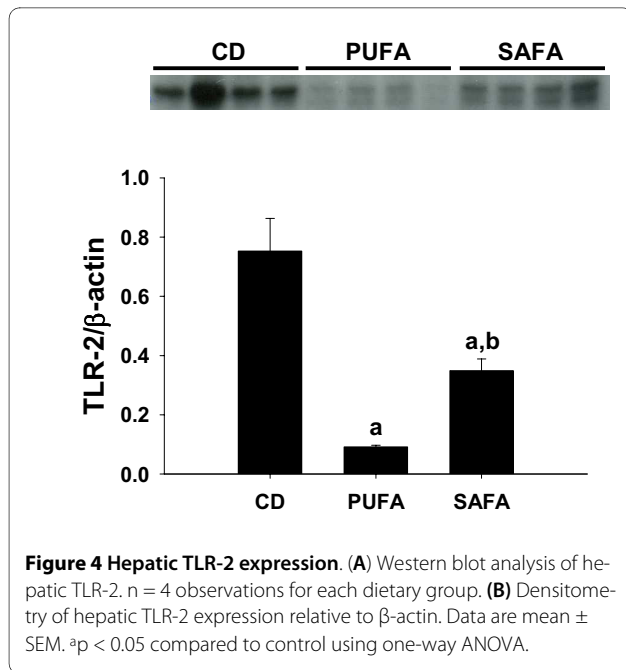 CD PUFA SAFA
1.0
0.8
0.6
0.4
0.2
0.0
TLR-2/β-actin
a
a,b
CD PUFA SAFA
Figure 4 Hepatic TLR-2 expression. (A) Western blot analysis of he-
patic TLR-2. n = 4 observations for each dietary group. (B) Densitome-
try of hepatic TLR-2 expression relative to β-actin. Data are mean ±
SEM. ᵃp < 0.05 compared to control using one-way ANOVA.